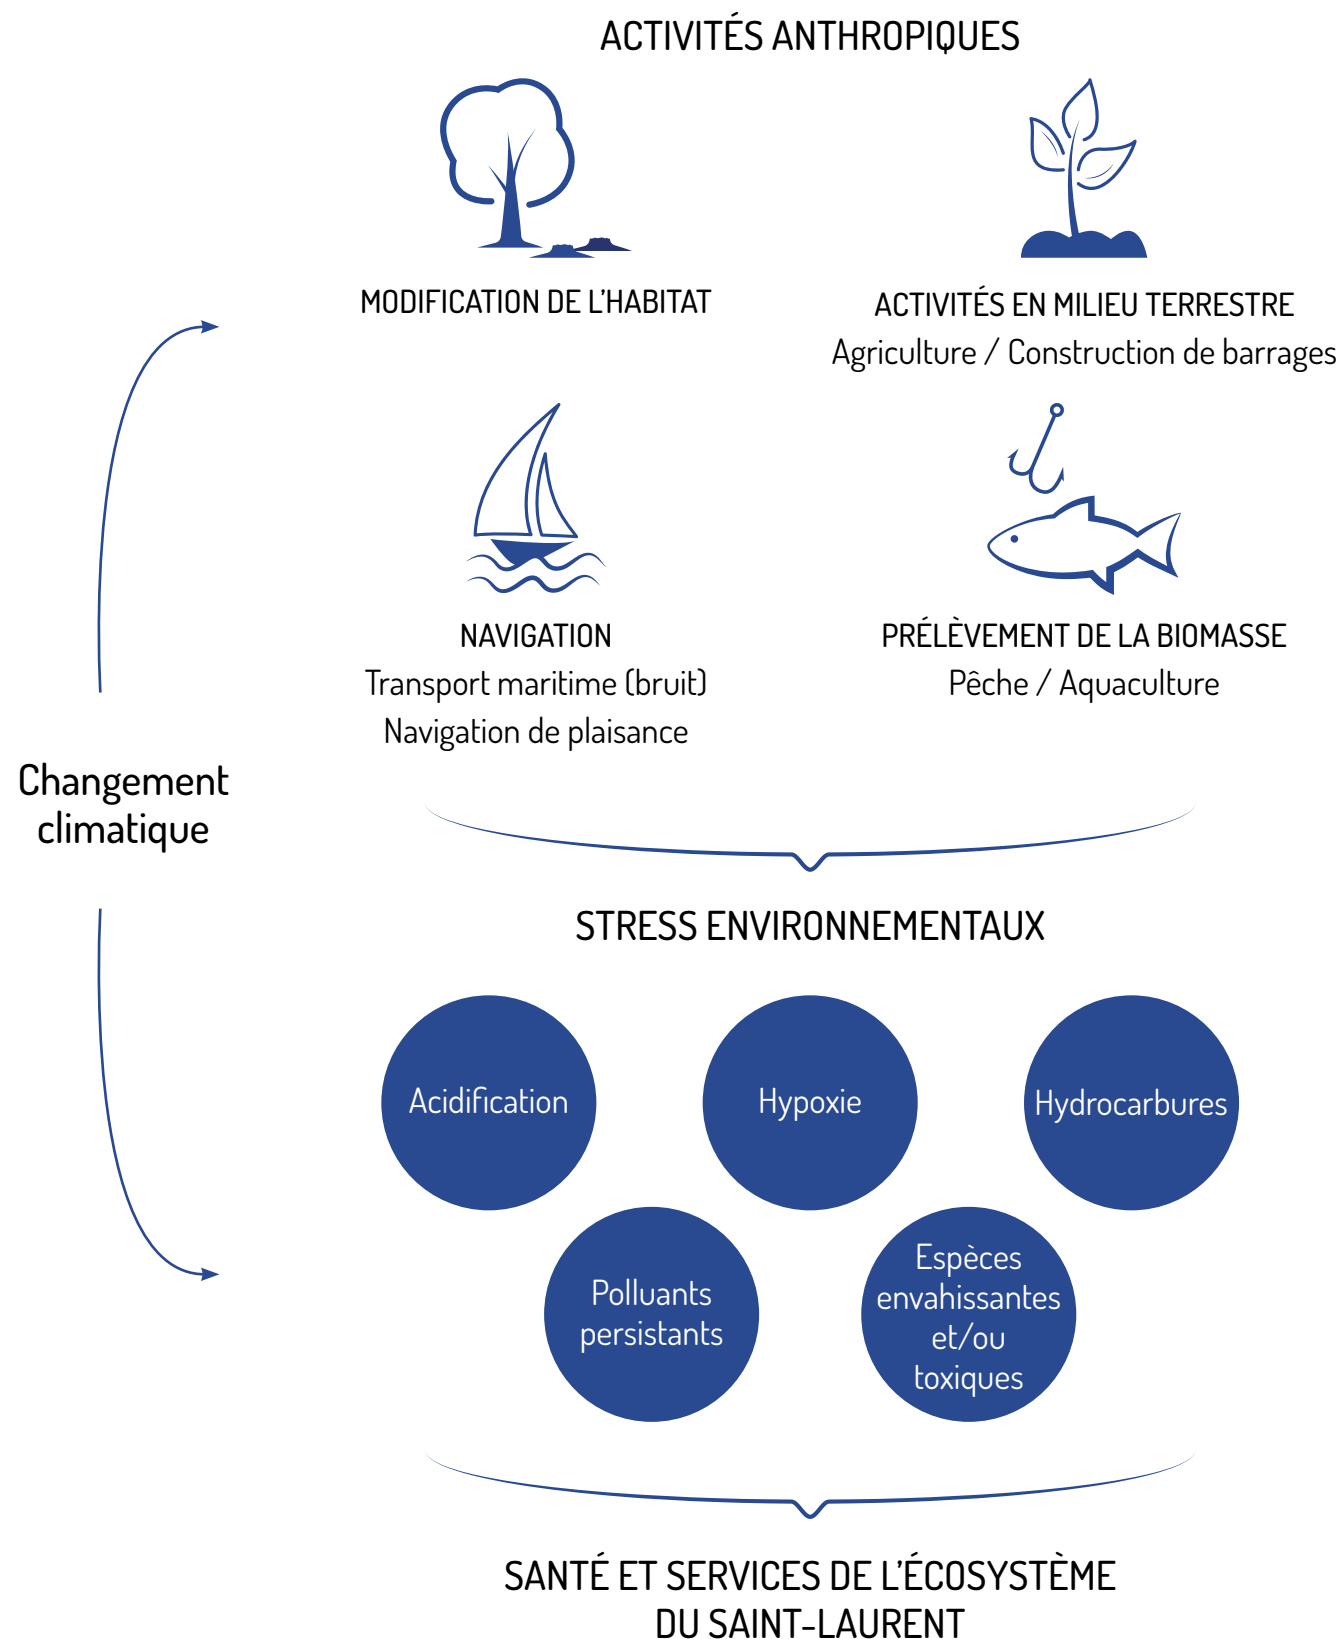 ACTIVITÉS ANTHROPIQUES
MODIFICATION DE L'HABITAT
ACTIVITÉS EN MILIEU TERRESTRE
Agriculture / Construction de barrages
NAVIGATION
Transport maritime (bruit)
Navigation de plaisance
PRÉLÈVEMENT DE LA BIOMASSE
Pêche / Aquaculture
Changement
climatique
STRESS ENVIRONNEMENTAUX
Acidification
Hypoxie
Hydrocarbures
Polluants
persistants
Espèces
envahissantes
et/ou
toxiques
SANTÉ ET SERVICES DE L'ÉCOSYSTÈME
DU SAINT-LAURENT